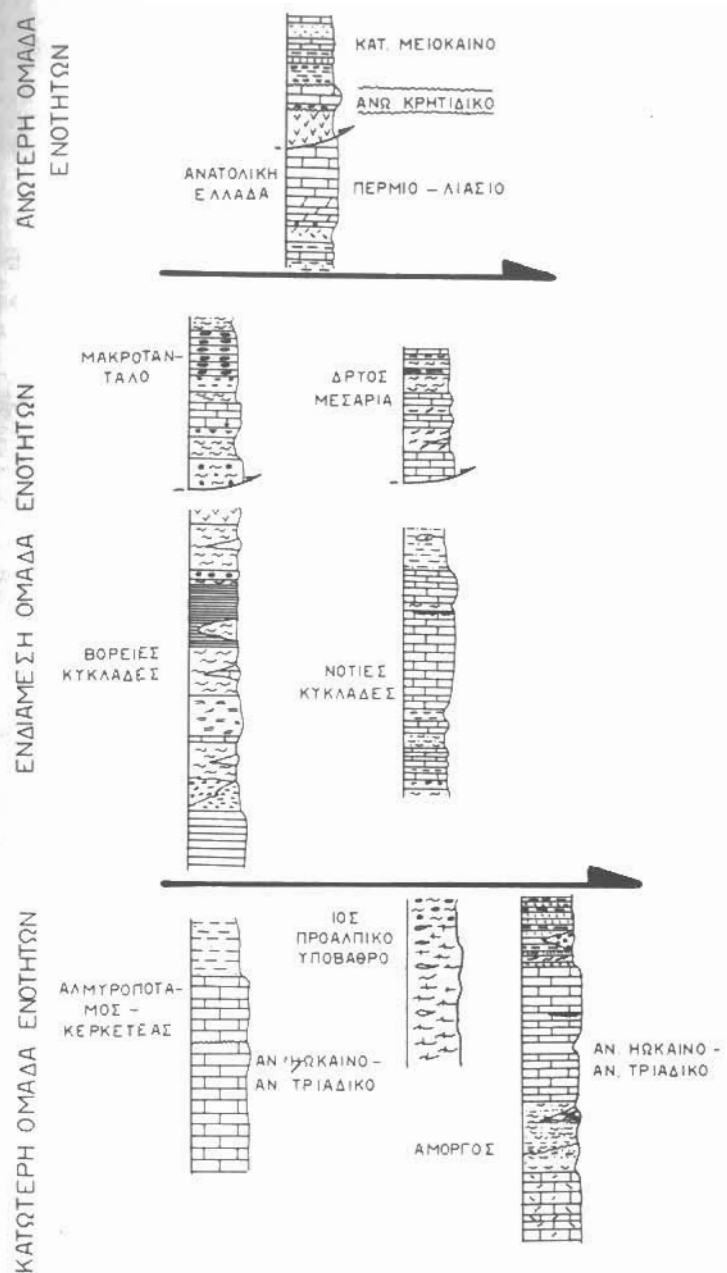 ΑΝΩΤΕΡΗ ΟΜΑΔΑ
ΕΝΟΤΗΤΩΝ
ΚΑΤ. ΜΕΙΟΚΑΙΝΟ
ΑΝΩ ΚΡΗΤΙΔΙΚΟ
ΑΝΑΤΟΛΙΚΗ
ΕΛΛΑΔΑ
ΠΕΡΜΙΟ – ΛΙΑΣΙΟ
ΕΝΔΙΑΜΕΣΗ ΟΜΑΔΑ ΕΝΟΤΗΤΩΝ
ΜΑΚΡΟΤΑΝ-
ΤΑΛΟ
ΔΡΥΟΣ
ΜΕΣΑΡΙΑ
ΒΟΡΕΙΕΣ
ΚΥΚΛΑΔΕΣ
ΝΟΤΙΕΣ
ΚΥΚΛΑΔΕΣ
ΚΑΤΩΤΕΡΗ ΟΜΑΔΑ ΕΝΟΤΗΤΩΝ
ΑΛΜΥΡΟΠΟΤΑ-
ΜΟΣ –
ΚΕΡΚΕΤΕΑΣ
ΑΝ. ΗΩΚΑΙΝΟ –
ΑΝ. ΤΡΙΑΔΙΚΟ
ΙΟΣ
ΠΡΟΑΛΠΙΚΟ
ΥΠΟΒΑΘΡΟ
ΑΝ. ΗΩΚΑΙΝΟ –
ΑΝ. ΤΡΙΑΔΙΚΟ
ΑΜΟΡΓΟΣ